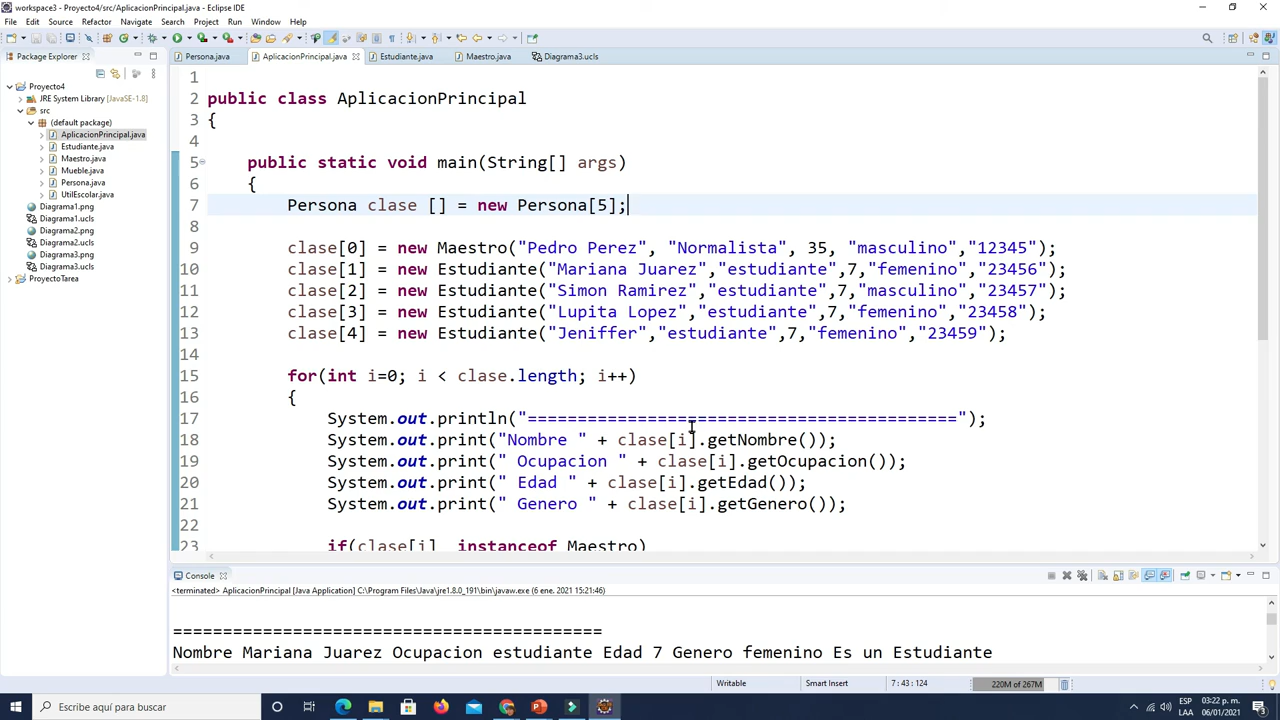 workspace3 - Proyecto4/src/AplicacionPrincipal.java - Eclipse IDE
File Edit Source Refactor Navigate Search Project Run Window Help
Package Explorer
Persona.java
AplicacionPrincipal.java
Estudiante.java
Maestro.java
Diagrama3.ucls
Proyecto4
JRE System Library [JavaSE-1.8]
src
(default package)
AplicacionPrincipal.java
Estudiante.java
Maestro.java
Mueble.java
Persona.java
UtilEscolar.java
Diagrama1.png
Diagrama1.ucls
Diagrama2.png
Diagrama2.ucls
Diagrama3.png
Diagrama3.ucls
ProyectoTarea
1
2 public class AplicacionPrincipal
3 {
4
5 public static void main(String[] args)
6 {
7 Persona clase [] = new Persona[5];
8
9 clase[0] = new Maestro("Pedro Perez", "Normalista", 35, "masculino","12345");
10 clase[1] = new Estudiante("Mariana Juarez","estudiante",7,"femenino","23456");
11 clase[2] = new Estudiante("Simon Ramirez","estudiante",7,"masculino","23457");
12 clase[3] = new Estudiante("Lupita Lopez","estudiante",7,"femenino","23458");
13 clase[4] = new Estudiante("Jeniffer","estudiante",7,"femenino","23459");
14
15 for(int i=0; i < clase.length; i++)
16 {
17 System.out.println("===========================================");
18 System.out.print("Nombre " + clase[i].getNombre());
19 System.out.print(" Ocupacion " + clase[i].getOcupacion());
20 System.out.print(" Edad " + clase[i].getEdad());
21 System.out.print(" Genero " + clase[i].getGenero());
22
23 if(clase[i] instanceof Maestro)
Console
<terminated> AplicacionPrincipal [Java Application] C:\Program Files\Java\jre1.8.0_191\bin\javaw.exe (6 ene. 2021 15:21:46)
===========================================
Nombre Mariana Juarez Ocupacion estudiante Edad 7 Genero femenino Es un Estudiante
Writable
Smart Insert
7 : 43 : 124
220M of 267M
Escribe aquí para buscar
ESP
LAA
03:22 p. m.
06/01/2021
3